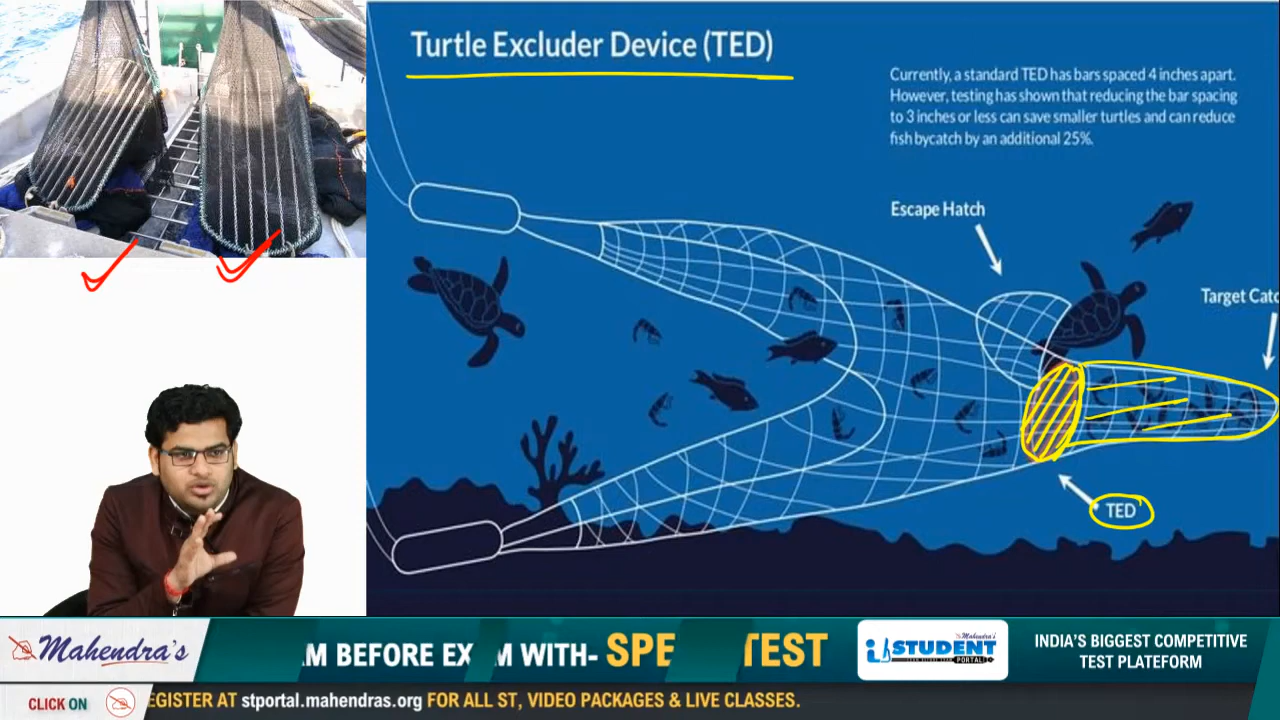 Turtle Excluder Device (TED)
Currently, a standard TED has bars spaced 4 inches apart.
However, testing has shown that reducing the bar spacing
to 3 inches or less can save smaller turtles and can reduce
fish bycatch by an additional 25%.
Escape Hatch
Target Catc
TED
Mahendra's
AM BEFORE EX M WITH- SPE TEST
Mahendra's
STUDENT
PORTAL
INDIA'S BIGGEST COMPETITIVE
TEST PLATEFORM
CLICK ON
EGISTER AT stportal.mahendras.org FOR ALL ST, VIDEO PACKAGES & LIVE CLASSES.